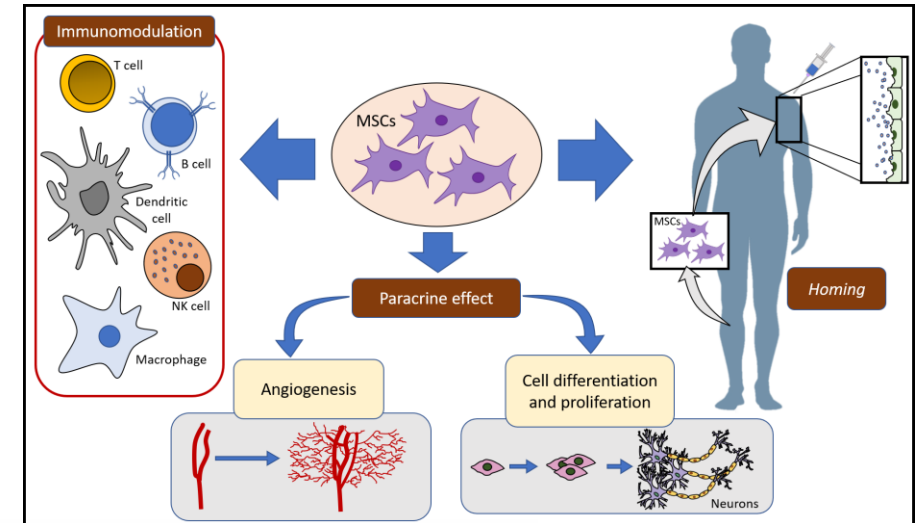 Immunomodulation
T cell
B cell
Dendritic
cell
NK cell
Macrophage
MSCs
Paracrine effect
Angiogenesis
Cell differentiation
and proliferation
Neurons
MSCs
Homing